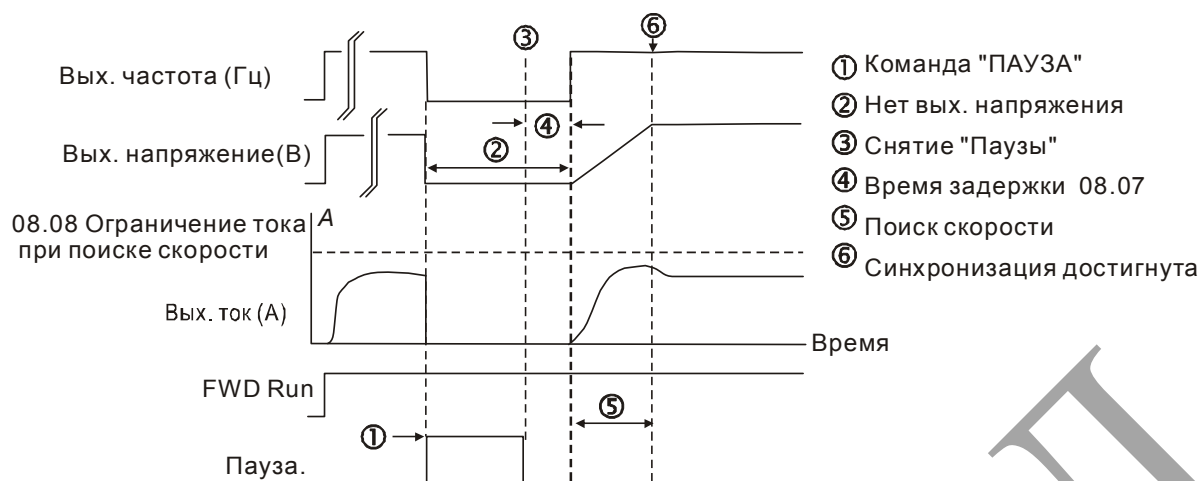 ③
⑥
Вых. частота (Гц)
① Команда "ПАУЗА"
② Нет вых. напряжения
④
②
Вых. напряжение(В)
③ Снятие "Паузы"
④ Время задержки 08.07
08.08 Ограничение тока
при поиске скорости
A
⑤ Поиск скорости
⑥ Синхронизация достигнута
Вых. ток (А)
Время
FWD Run
⑤
①
Пауза.
П